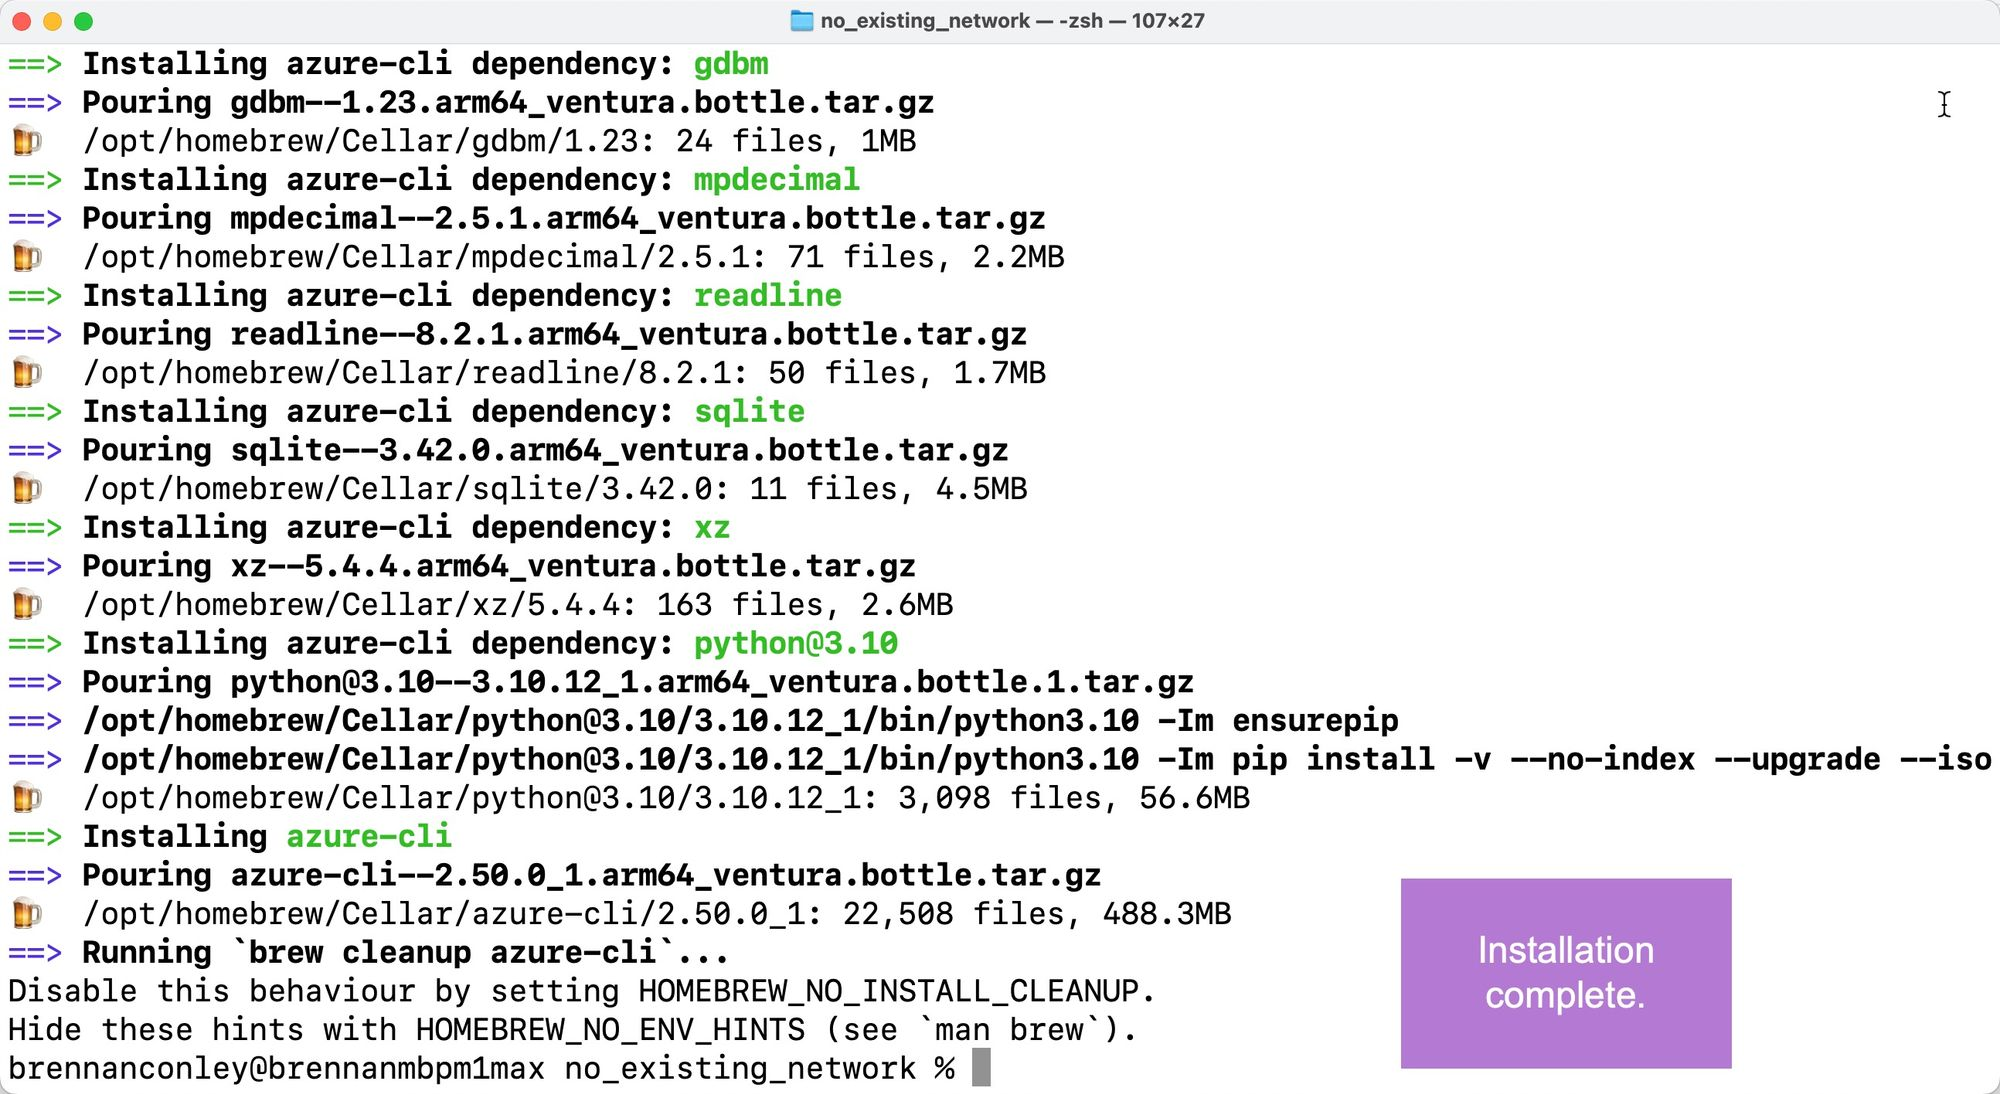 no_existing_network — -zsh — 107×27
==> Installing azure-cli dependency: gdbm
==> Pouring gdbm--1.23.arm64_ventura.bottle.tar.gz
🍺 /opt/homebrew/Cellar/gdbm/1.23: 24 files, 1MB
==> Installing azure-cli dependency: mpdecimal
==> Pouring mpdecimal--2.5.1.arm64_ventura.bottle.tar.gz
🍺 /opt/homebrew/Cellar/mpdecimal/2.5.1: 71 files, 2.2MB
==> Installing azure-cli dependency: readline
==> Pouring readline--8.2.1.arm64_ventura.bottle.tar.gz
🍺 /opt/homebrew/Cellar/readline/8.2.1: 50 files, 1.7MB
==> Installing azure-cli dependency: sqlite
==> Pouring sqlite--3.42.0.arm64_ventura.bottle.tar.gz
🍺 /opt/homebrew/Cellar/sqlite/3.42.0: 11 files, 4.5MB
==> Installing azure-cli dependency: xz
==> Pouring xz--5.4.4.arm64_ventura.bottle.tar.gz
🍺 /opt/homebrew/Cellar/xz/5.4.4: 163 files, 2.6MB
==> Installing azure-cli dependency: python@3.10
==> Pouring python@3.10--3.10.12_1.arm64_ventura.bottle.1.tar.gz
==> /opt/homebrew/Cellar/python@3.10/3.10.12_1/bin/python3.10 -Im ensurepip
==> /opt/homebrew/Cellar/python@3.10/3.10.12_1/bin/python3.10 -Im pip install -v --no-index --upgrade --iso
🍺 /opt/homebrew/Cellar/python@3.10/3.10.12_1: 3,098 files, 56.6MB
==> Installing azure-cli
==> Pouring azure-cli--2.50.0_1.arm64_ventura.bottle.tar.gz
🍺 /opt/homebrew/Cellar/azure-cli/2.50.0_1: 22,508 files, 488.3MB
==> Running `brew cleanup azure-cli`...
Disable this behaviour by setting HOMEBREW_NO_INSTALL_CLEANUP.
Hide these hints with HOMEBREW_NO_ENV_HINTS (see `man brew`).
brennanconley@brennanmbpm1max no_existing_network %
Installation
complete.